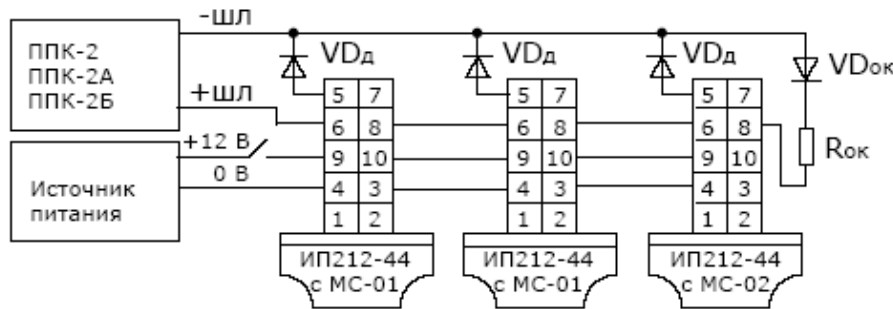 -ШЛ
ППК-2
ППК-2А
ППК-2Б
+ШЛ
+12 В
0 В
Источник
питания
VDд
5 7
6 8
9 10
4 3
1 2
ИП212-44
с МС-01
VDд
5 7
6 8
9 10
4 3
1 2
ИП212-44
с МС-01
VDд
5 7
6 8
9 10
4 3
1 2
ИП212-44
с МС-02
VDок
Rок